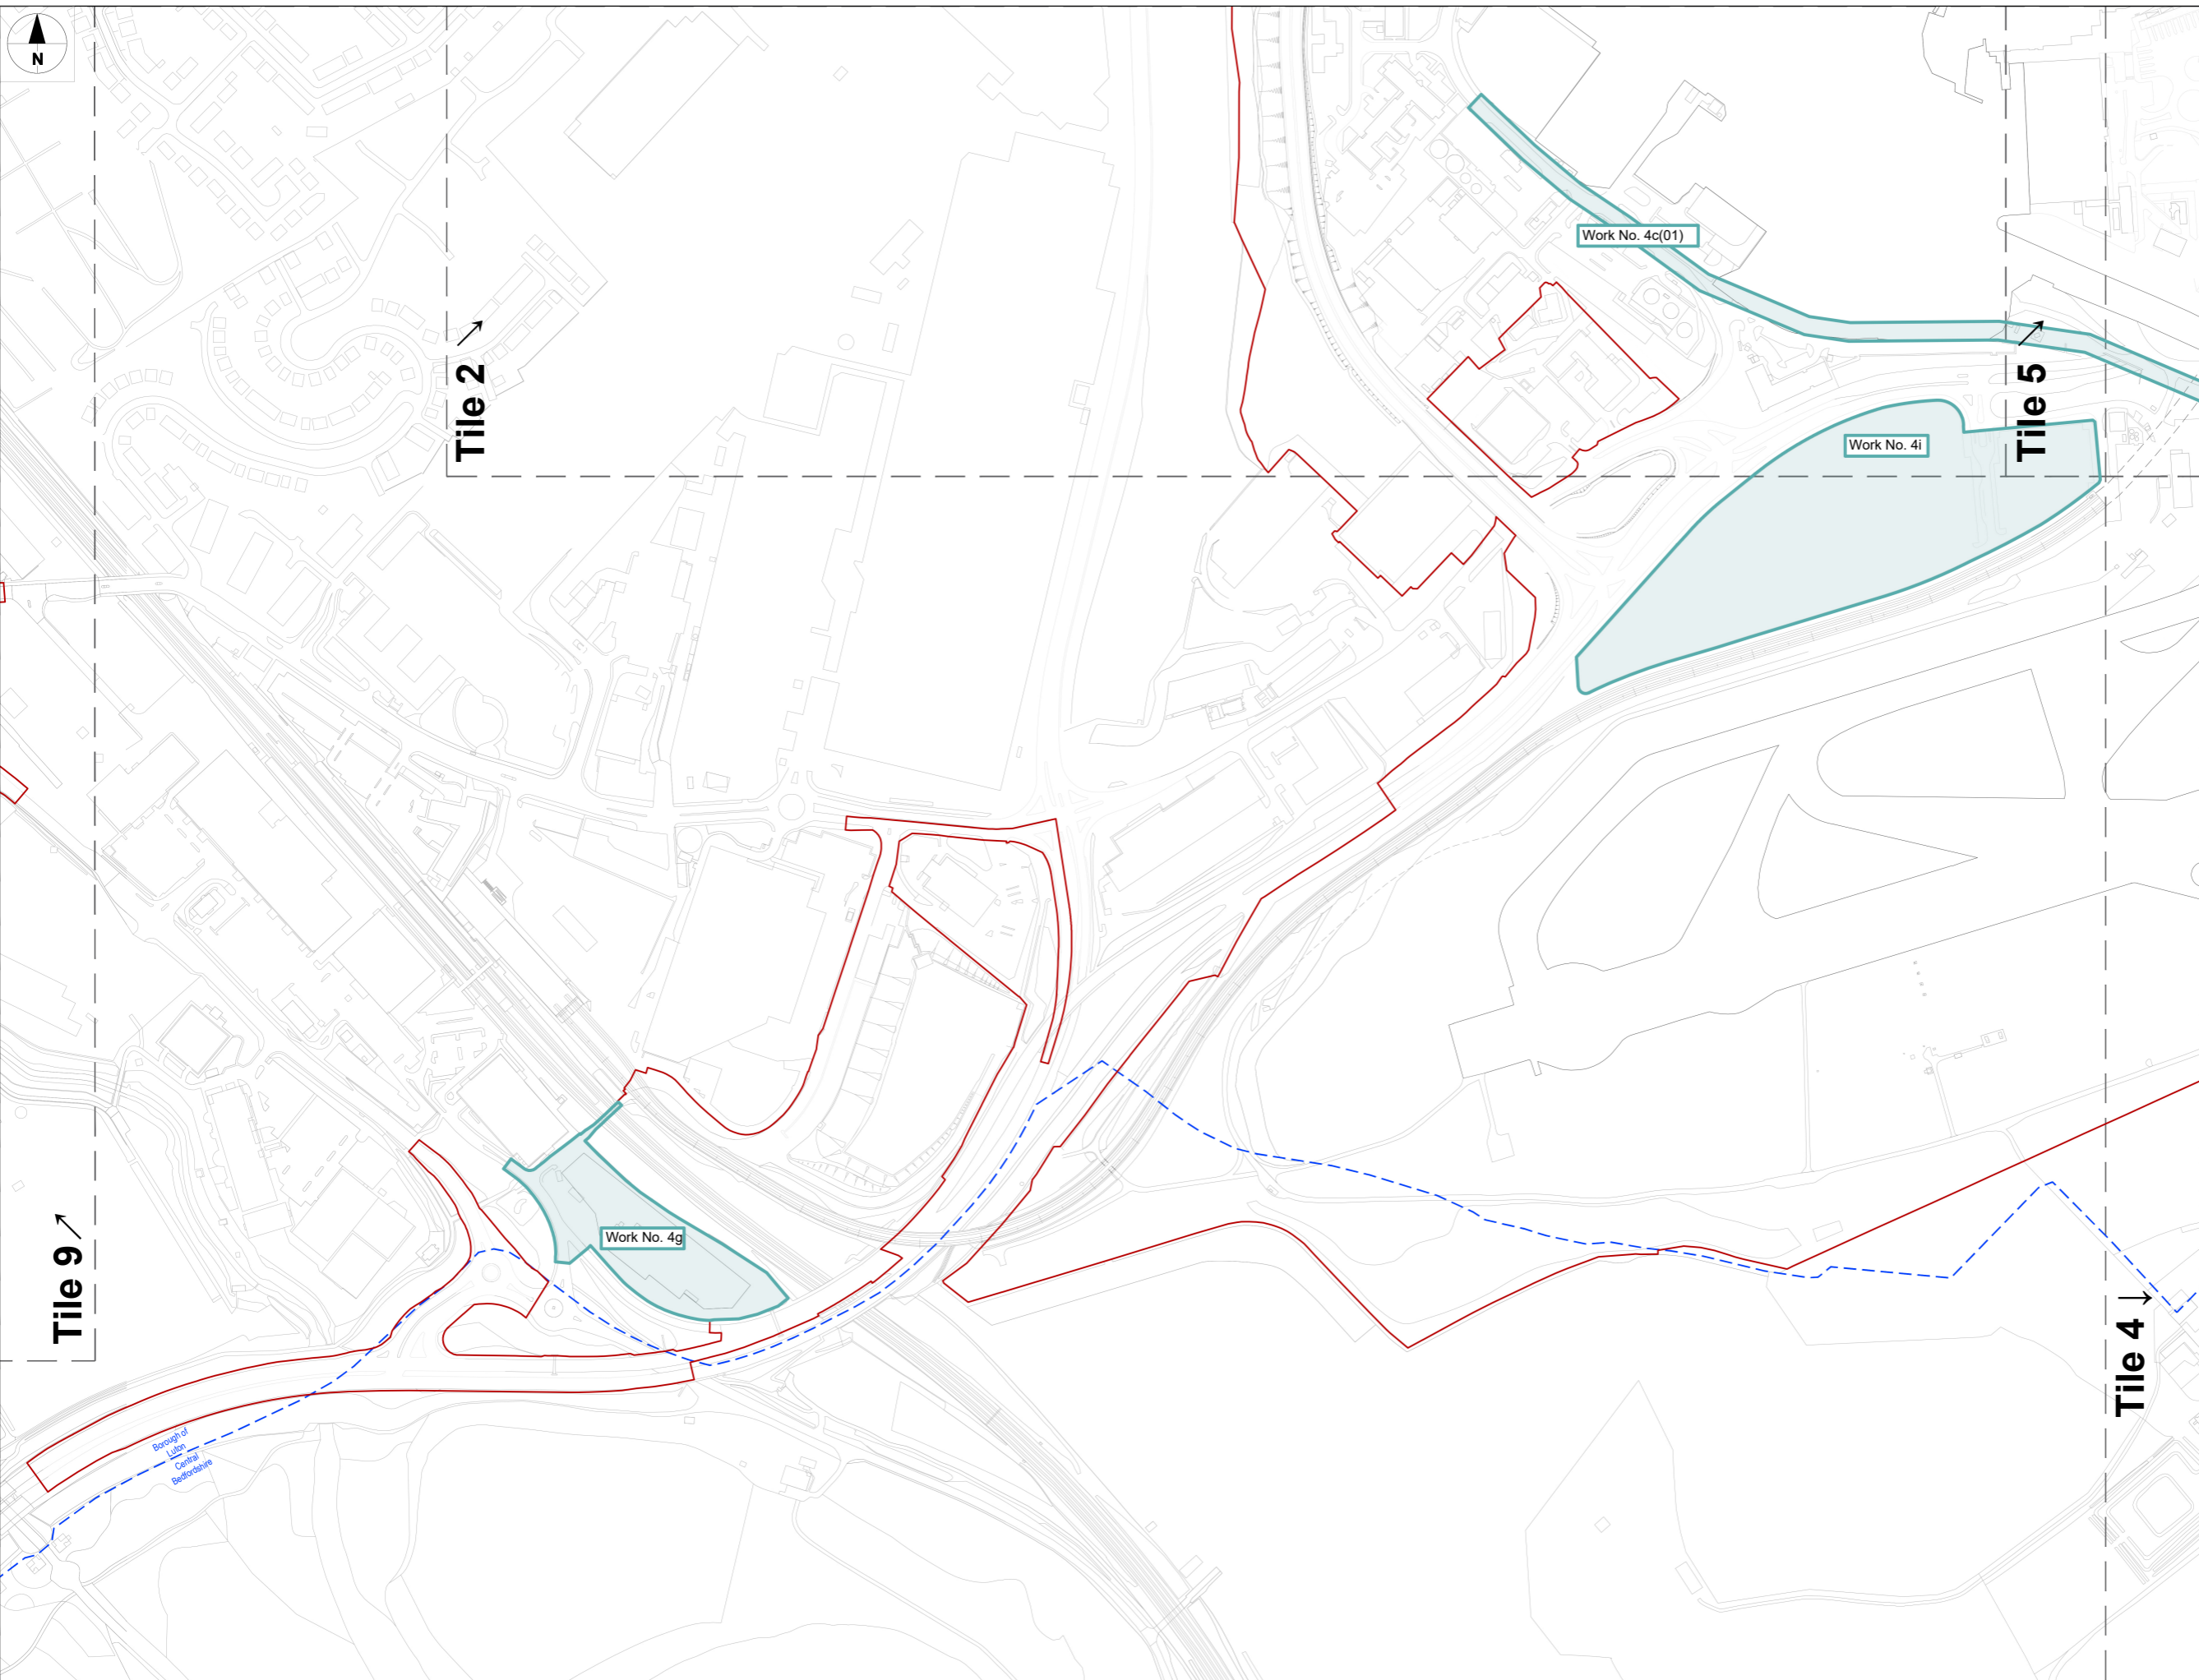 N
Work No. 4c(01)
Tile 2
Tile 5
Work No. 4i
Work No. 4g
Tile 9
Tile 4
Borough of
Luton
Central
Bedfordshire